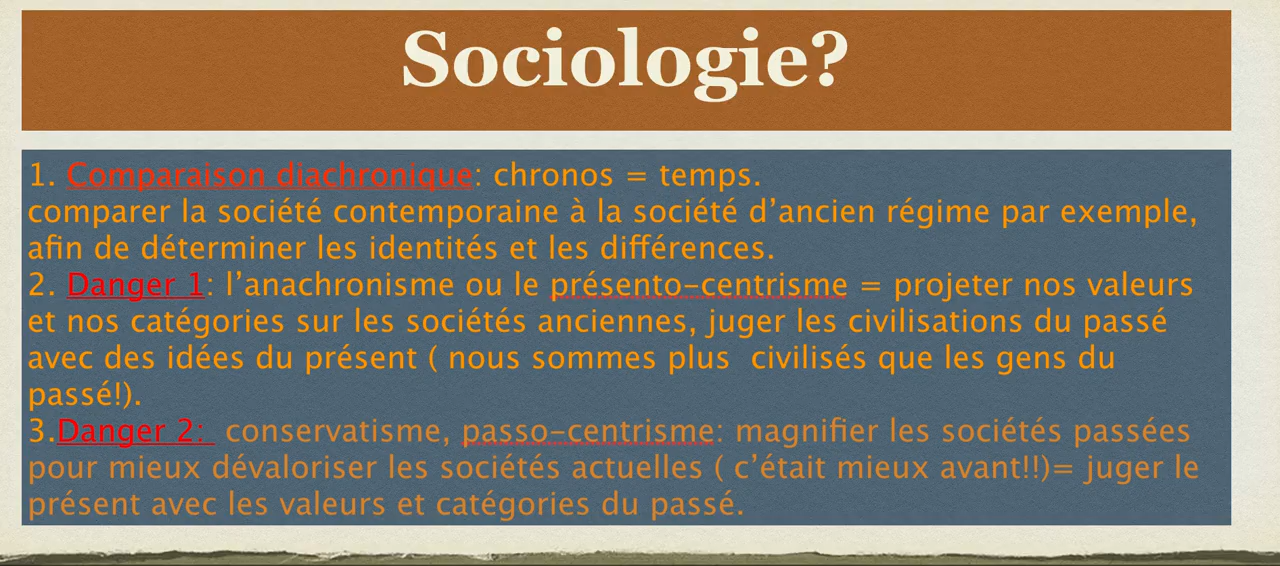 Sociologie?
1. Comparaison diachronique: chronos = temps.
comparer la société contemporaine à la société d’ancien régime par exemple,
afin de déterminer les identités et les différences.
2. Danger 1: l’anachronisme ou le présento-centrisme = projeter nos valeurs
et nos catégories sur les sociétés anciennes, juger les civilisations du passé
avec des idées du présent ( nous sommes plus  civilisés que les gens du
passé!).
3.Danger 2:  conservatisme, passo-centrisme: magnifier les sociétés passées
pour mieux dévaloriser les sociétés actuelles ( c’était mieux avant!!)= juger le
présent avec les valeurs et catégories du passé.